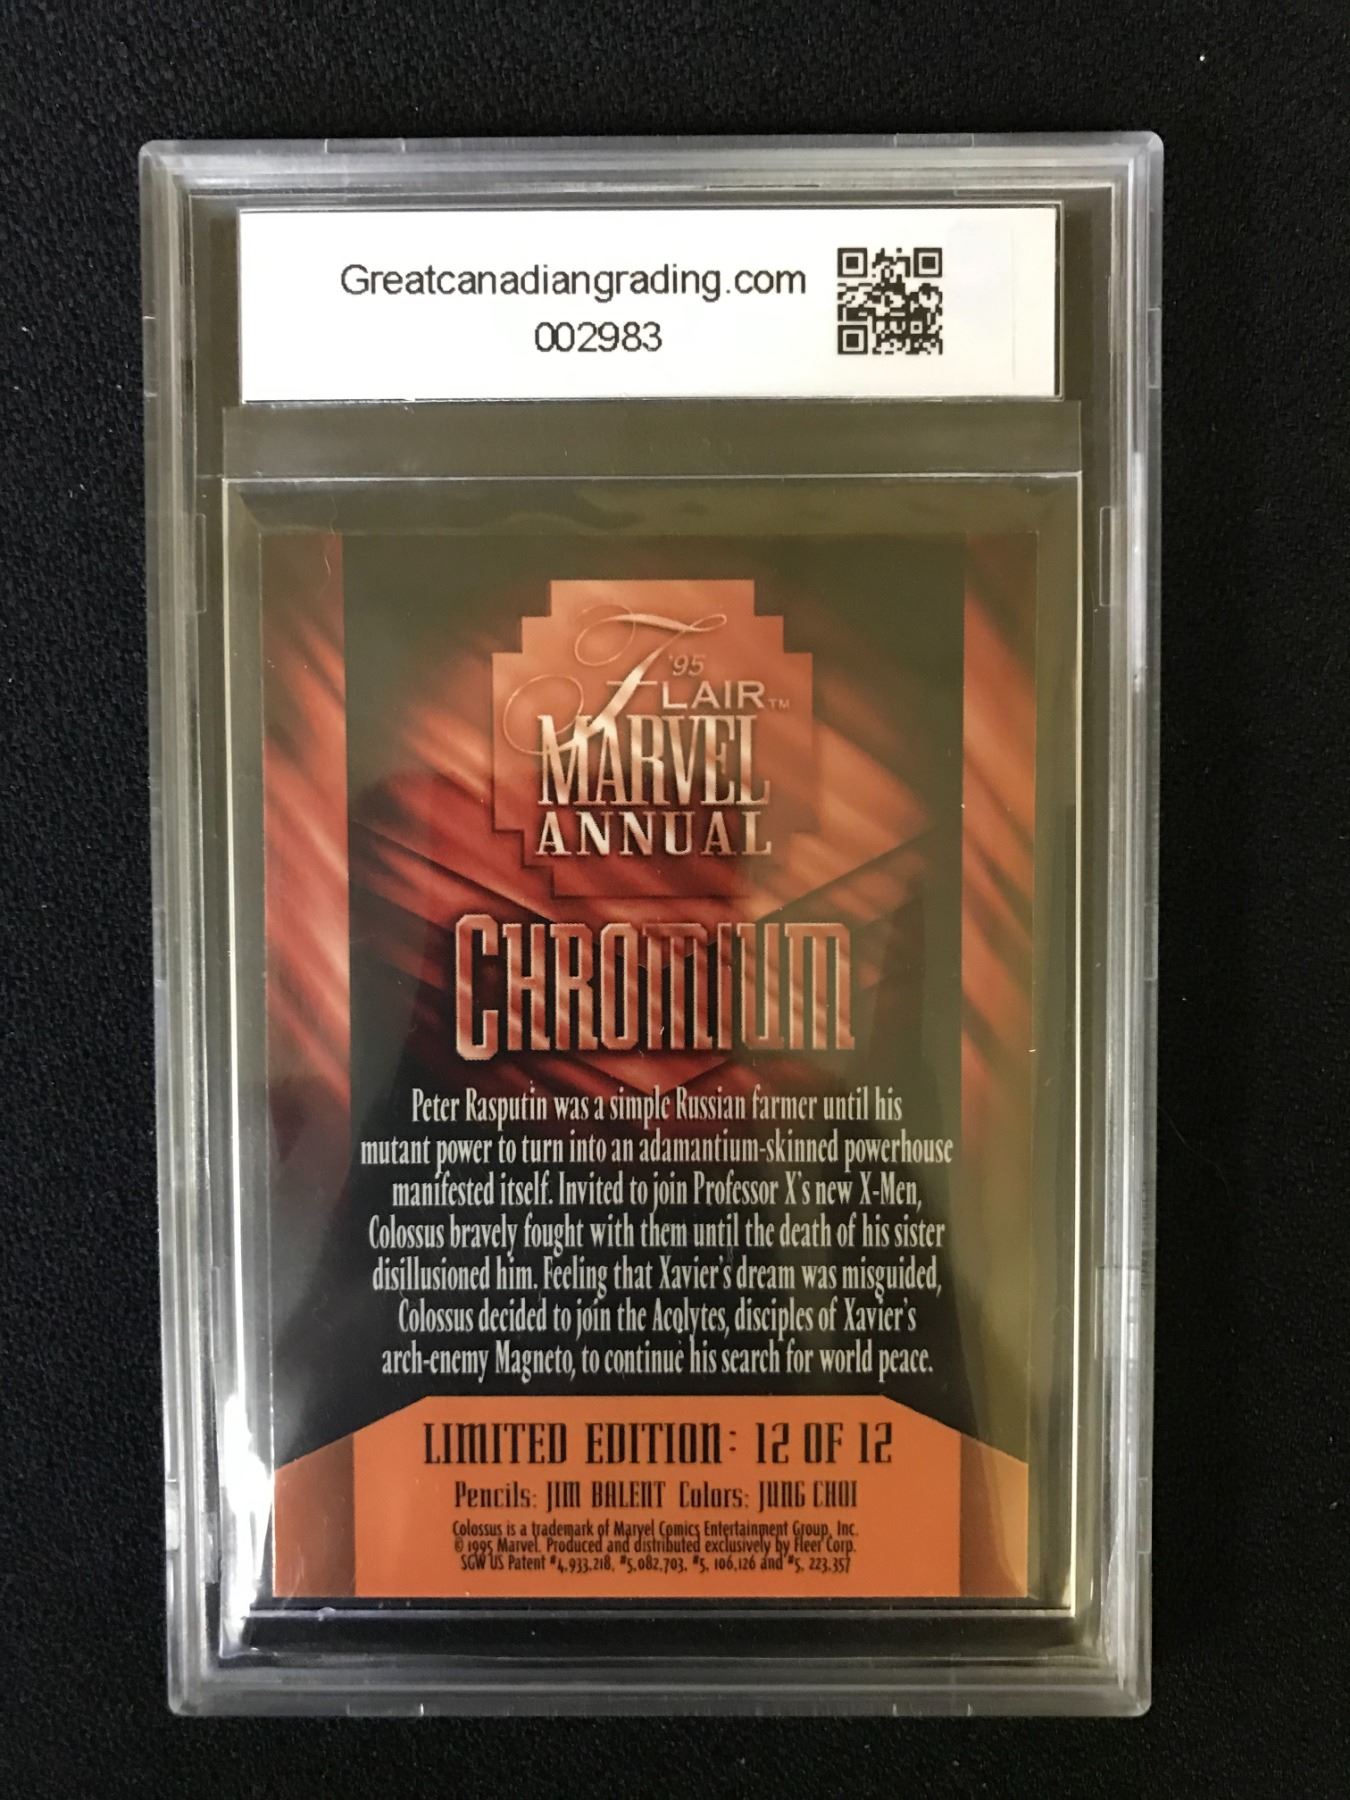 Greatcanadiangrading.com
002983
'95
FLAIR™
MARVEL
ANNUAL
CHROMIUM
Peter Rasputin was a simple Russian farmer until his
mutant power to turn into an adamantium-skinned powerhouse
manifested itself. Invited to join Professor X's new X-Men,
Colossus bravely fought with them until the death of his sister
disillusioned him. Feeling that Xavier's dream was misguided,
Colossus decided to join the Acolytes, disciples of Xavier's
arch-enemy Magneto, to continue his search for world peace.
LIMITED EDITION: 12 OF 12
Pencils: JIM BALENT Colors: JUNG CHOI
Colossus is a trademark of Marvel Comics Entertainment Group, Inc.
© 1995 Marvel. Produced and distributed exclusively by Fleer Corp.
SGW US Patent #4,933,218, #5,082,703, #5, 106,126 and #5, 223,357